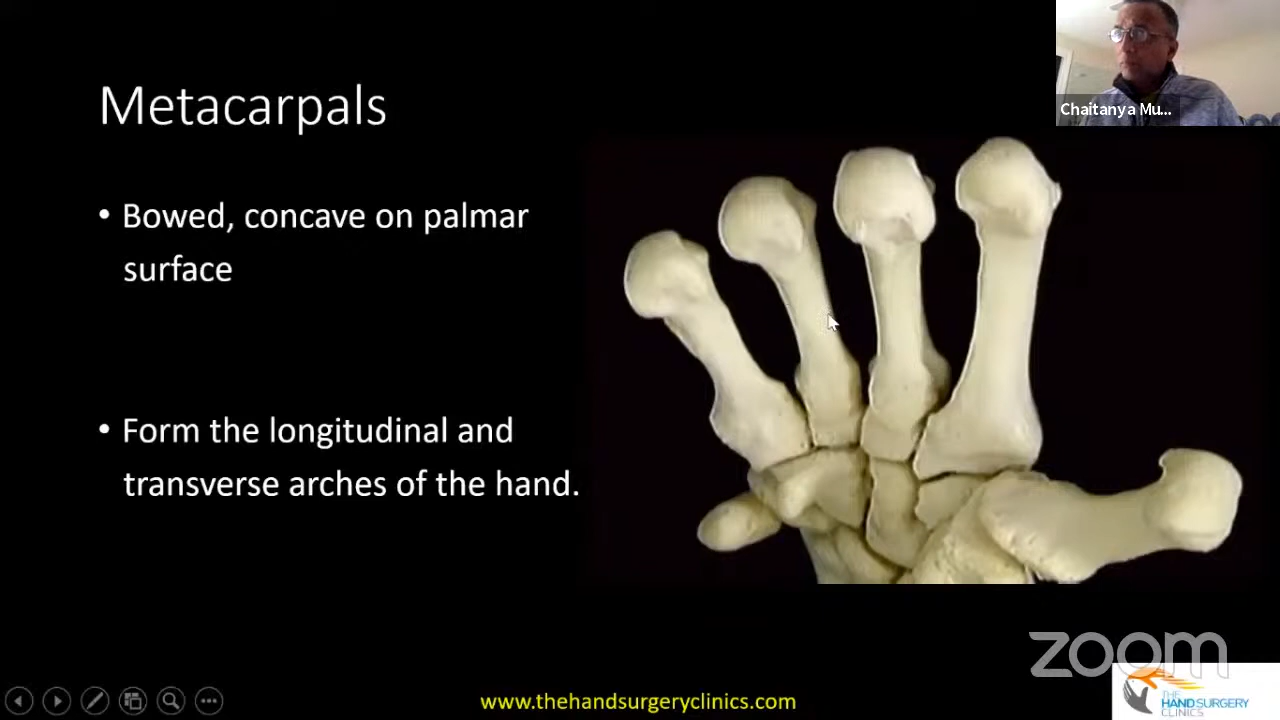 Metacarpals
Chaitanya Mu...
• Bowed, concave on palmar
surface
• Form the longitudinal and
transverse arches of the hand.
zoom
www.thehandsurgeryclinics.com
THE
HAND SURGERY
CLINICS